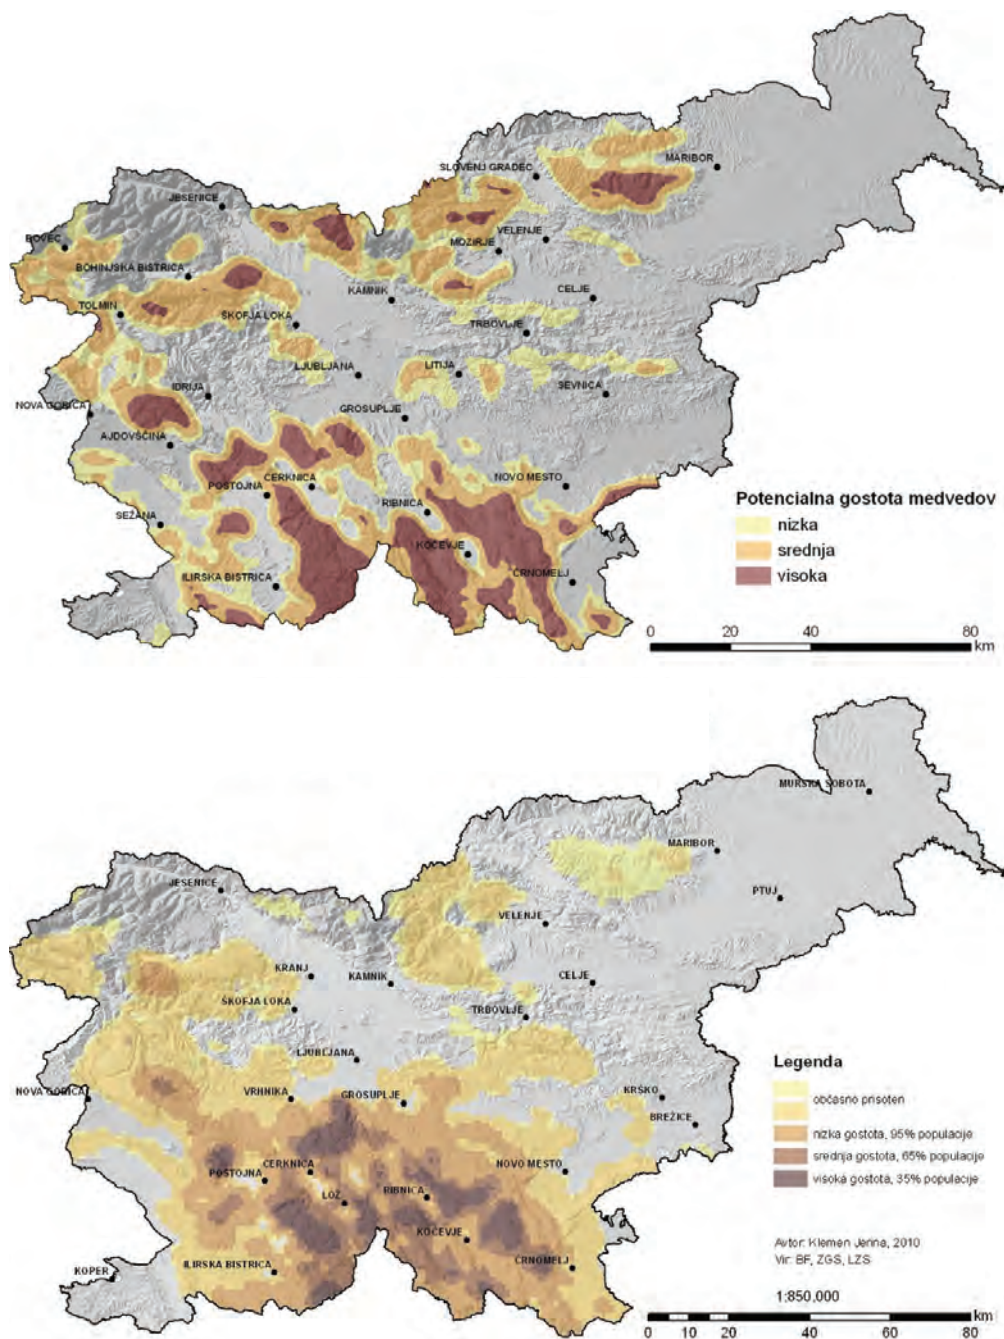 MARIBOR
SLOVENJ GRADEC
JESENICE
VELENJE
BOVEC
MOZIRJE
BOHINJSKA BISTRICA
CELJE
KAMNIK
TOLMIN
ŠKOFJA LOKA
TRBOVLJE
LJUBLJANA
LITIJA
IDRIJA
SEVNICA
NOVA GORICA
GROSUPLJE
AJDOVŠČINA
CERKNICA
NOVO MESTO
POSTOJNA
RIBNICA
SEŽANA
KOČEVJE
ILIRSKA BISTRICA
ČRNOMELJ
Potencialna gostota medvedov
nizka
srednja
visoka
0 20 40 80
km
MURSKA SOBOTA
MARIBOR
JESENICE
PTUJ
VELENJE
KRANJ
KAMNIK
CELJE
ŠKOFJA LOKA
TRBOVLJE
LJUBLJANA
NOVA GORICA
VRHNIKA
GROSUPLJE
KRŠKO
BREŽICE
CERKNICA
POSTOJNA
NOVO MESTO
LOŽ
RIBNICA
KOČEVJE
KOPER
ILIRSKA BISTRICA
ČRNOMELJ
Legenda
občasno prisoten
nizka gostota, 95% populacije
srednja gostota, 65% populacije
visoka gostota, 35% populacije
Avtor: Klemen Jerina, 2010
Vir: BF, ZGS, LZS
1:850.000
0 10 20 40 60 80
km